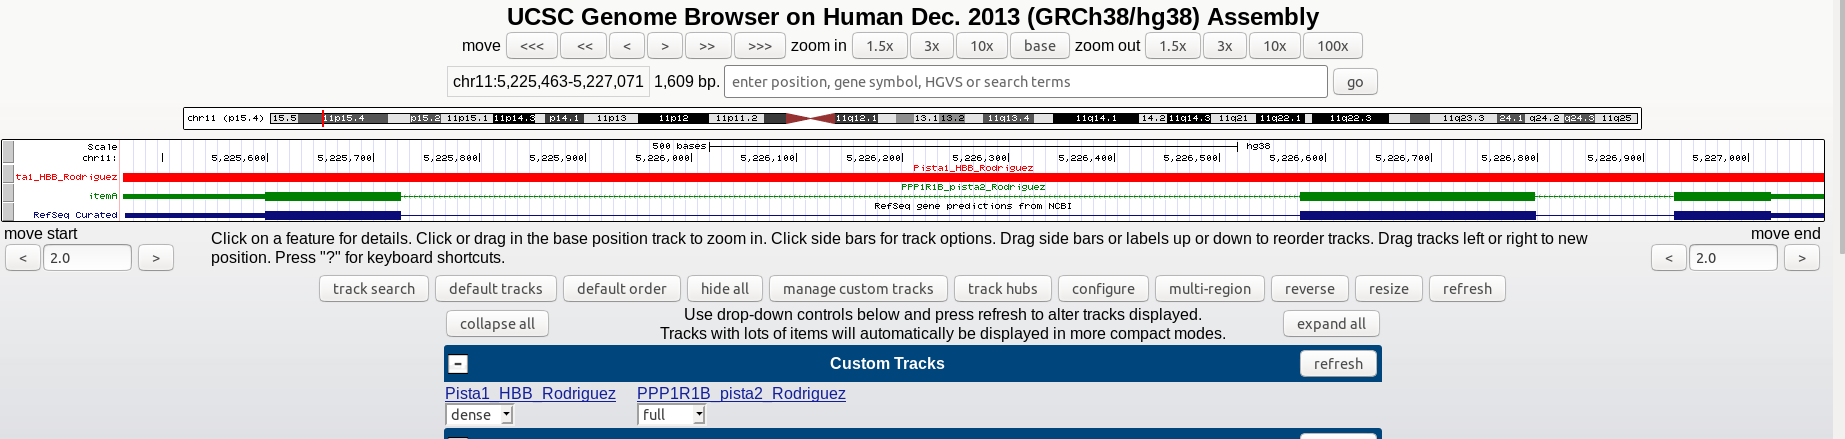 UCSC Genome Browser on Human Dec. 2013 (GRCh38/hg38) Assembly
move <<< << < > >> >>> zoom in 1.5x 3x 10x base zoom out 1.5x 3x 10x 100x
chr11:5,225,463-5,227,071 1,609 bp. enter position, gene symbol, HGVS or search terms go
chr11 (p15.4) 15.5 11p15.4 p15.2 11p15.1 11p14.3 p14.1 11p13 11p12 11p11.2 11q12.1 13.1 13.2 11q13.4 11q14.1 14.2 11q14.3 11q21 11q22.1 11q22.3 11q23.3 24.1 q24.2 q24.3 11q25
Scale 500 bases hg38
chr11: 5,225,600 5,225,700 5,225,800 5,225,900 5,226,000 5,226,100 5,226,200 5,226,300 5,226,400 5,226,500 5,226,600 5,226,700 5,226,800 5,226,900 5,227,000
Pista1_HBB_Rodriguez
ta1_HBB_Rodriguez
PPP1R1B_pista2_Rodriguez
itemA
RefSeq gene predictions from NCBI
RefSeq Curated
move start
< 2.0 >
Click on a feature for details. Click or drag in the base position track to zoom in. Click side bars for track options. Drag side bars or labels up or down to reorder tracks. Drag tracks left or right to new
position. Press "?" for keyboard shortcuts.
move end
< 2.0 >
track search default tracks default order hide all manage custom tracks track hubs configure multi-region reverse resize refresh
collapse all
Use drop-down controls below and press refresh to alter tracks displayed.
Tracks with lots of items will automatically be displayed in more compact modes.
expand all
- Custom Tracks refresh
Pista1_HBB_Rodriguez PPP1R1B_pista2_Rodriguez
dense full